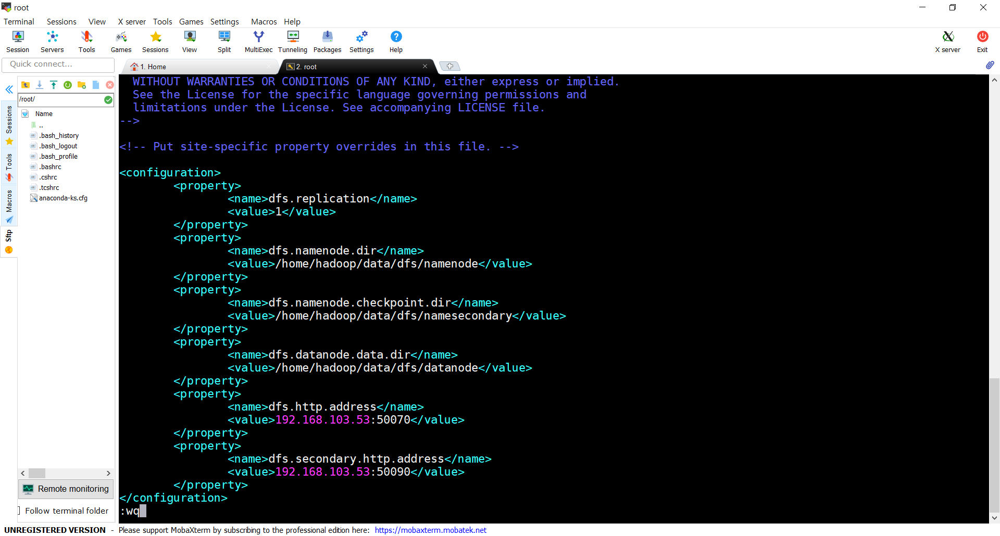 root
Terminal Sessions View X server Tools Games Settings Macros Help
Session Servers Tools Games Sessions View Split MultiExec Tunneling Packages Settings Help X server Exit
Quick connect...
1. Home
2. root
/root/
Name
..
.bash_history
.bash_logout
.bash_profile
.bashrc
.cshrc
.tcshrc
anaconda-ks.cfg
Sessions
Tools
Macros
Sftp
Remote monitoring
Follow terminal folder
WITHOUT WARRANTIES OR CONDITIONS OF ANY KIND, either express or implied.
See the License for the specific language governing permissions and
limitations under the License. See accompanying LICENSE file.
-->
<!-- Put site-specific property overrides in this file. -->
<configuration>
<property>
<name>dfs.replication</name>
<value>1</value>
</property>
<property>
<name>dfs.namenode.dir</name>
<value>/home/hadoop/data/dfs/namenode</value>
</property>
<property>
<name>dfs.namenode.checkpoint.dir</name>
<value>/home/hadoop/data/dfs/namesecondary</value>
</property>
<property>
<name>dfs.datanode.data.dir</name>
<value>/home/hadoop/data/dfs/datanode</value>
</property>
<property>
<name>dfs.http.address</name>
<value>192.168.103.53:50070</value>
</property>
<property>
<name>dfs.secondary.http.address</name>
<value>192.168.103.53:50090</value>
</property>
</configuration>
:wq
UNREGISTERED VERSION - Please support MobaXterm by subscribing to the professional edition here: https://mobaxterm.mobatek.net